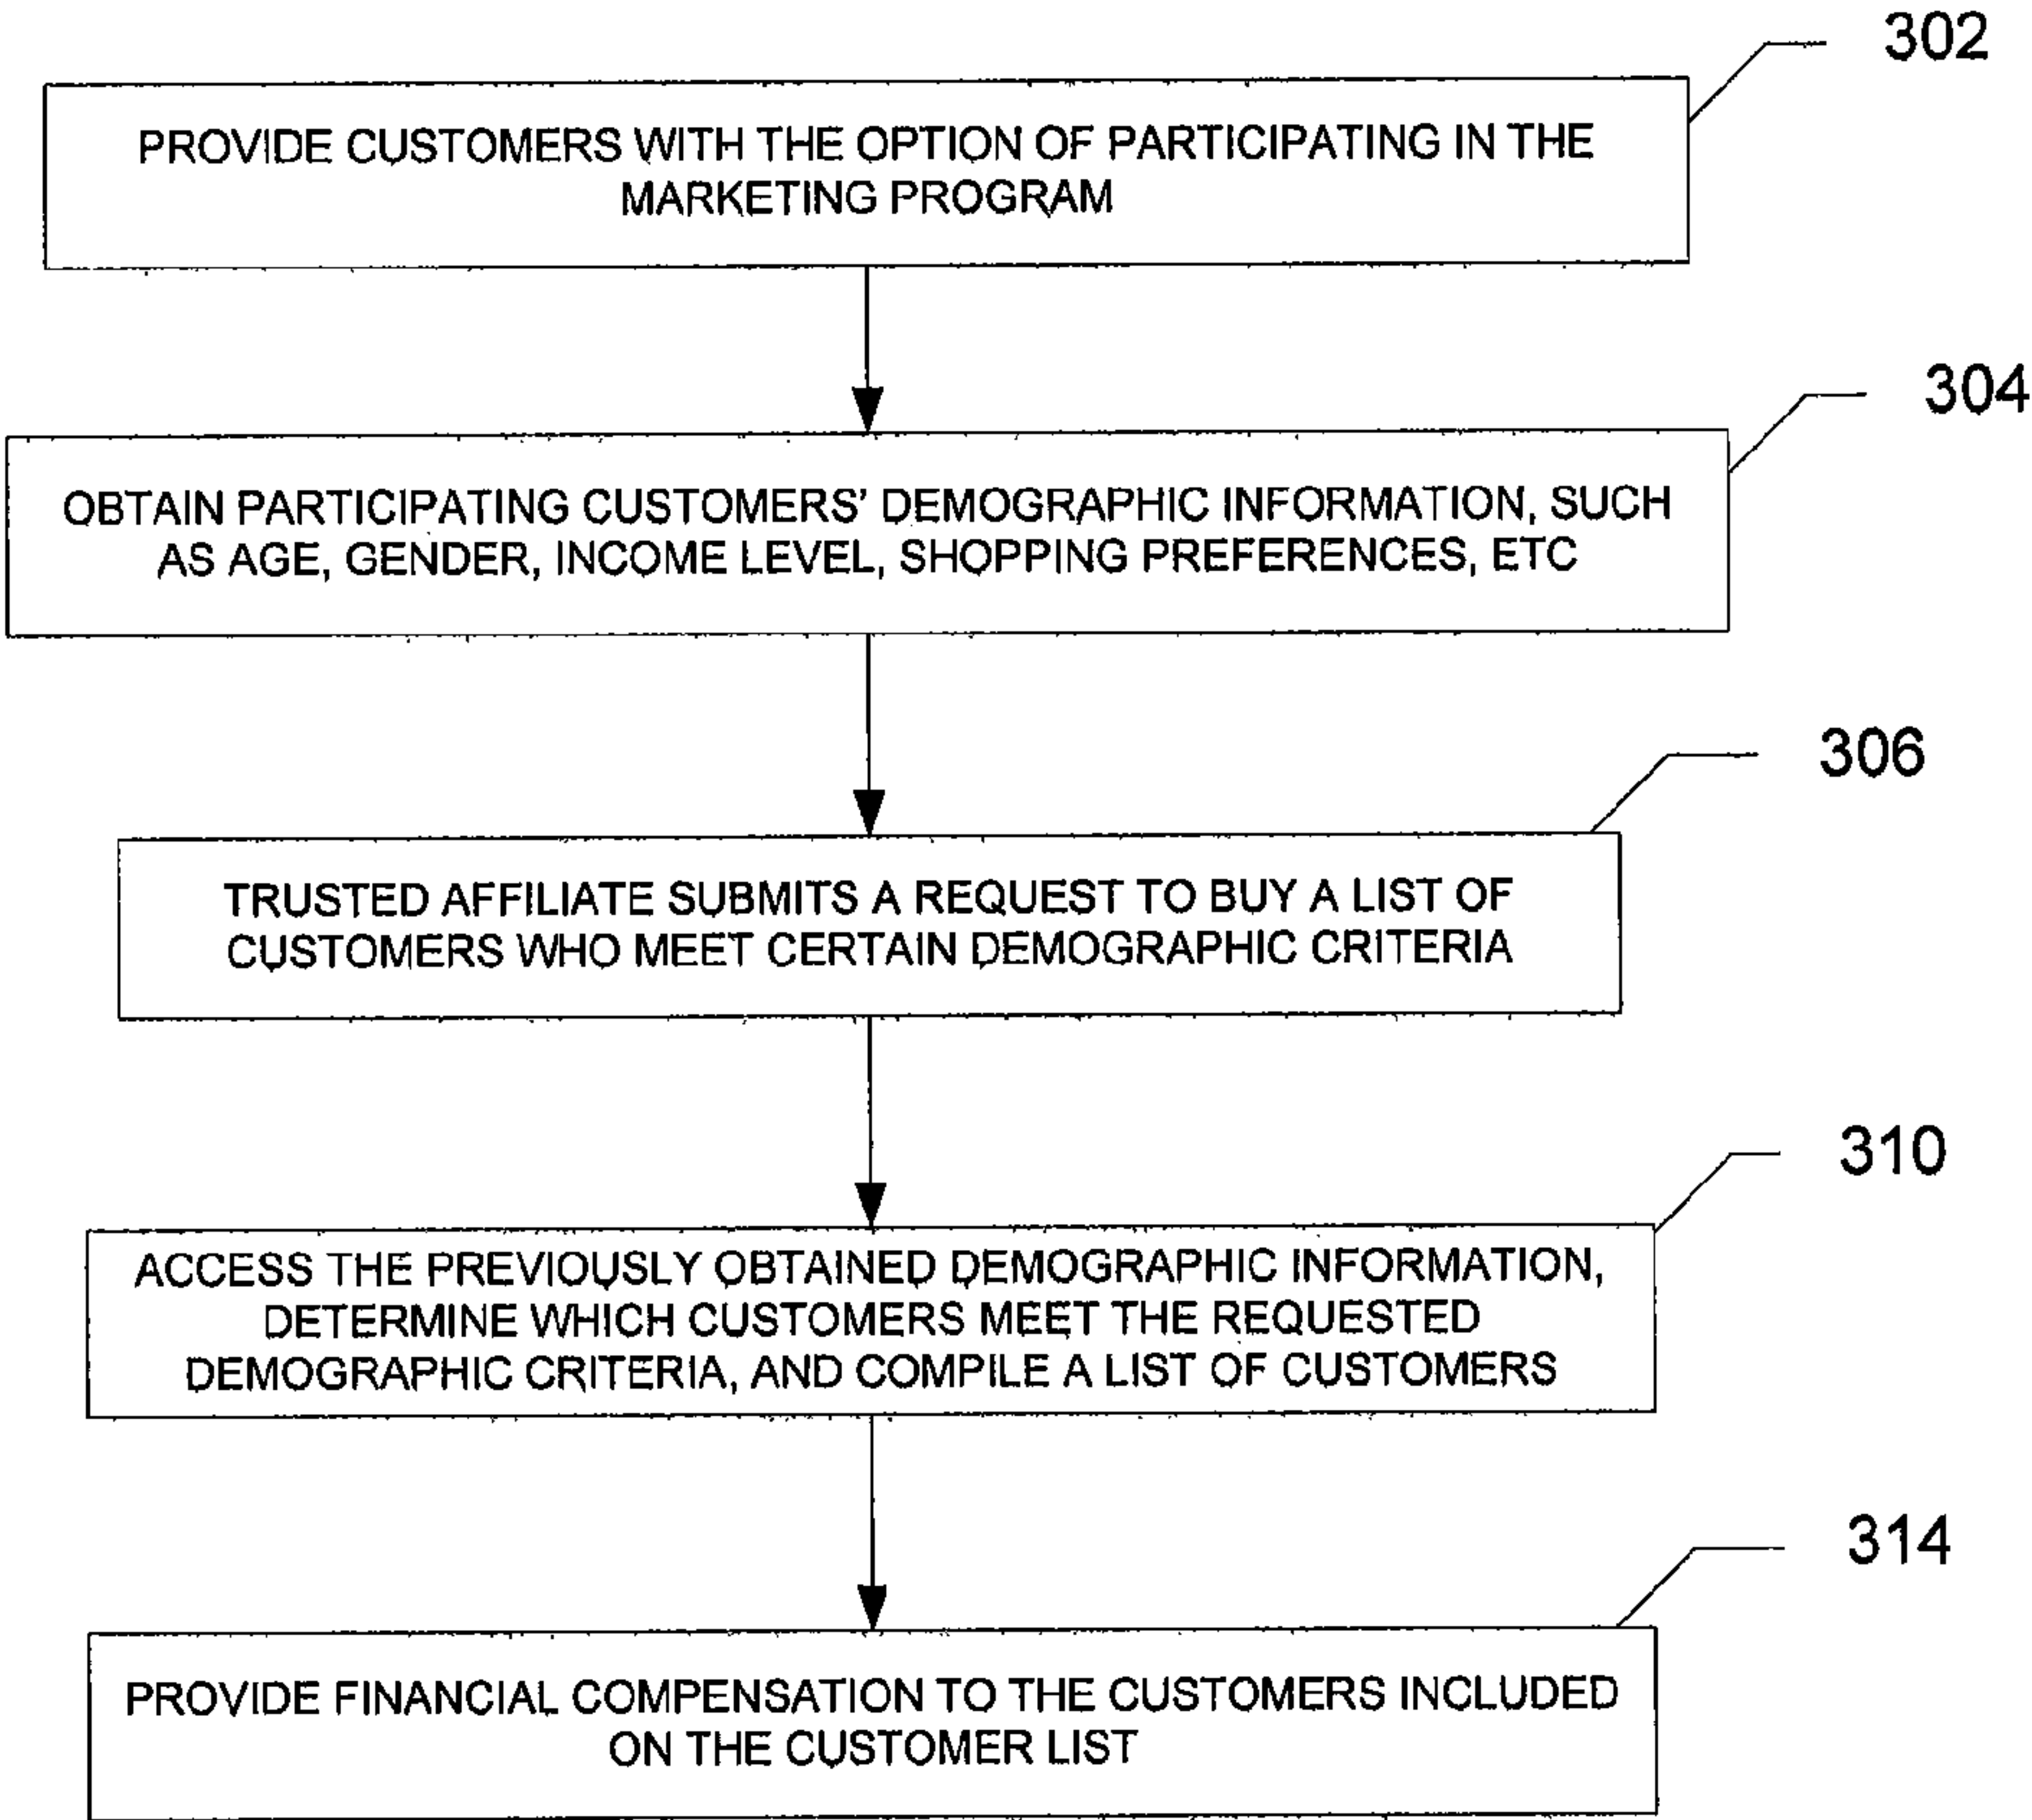 302
PROVIDE CUSTOMERS WITH THE OPTION OF PARTICIPATING IN THE
MARKETING PROGRAM
304
OBTAIN PARTICIPATING CUSTOMERS’ DEMOGRAPHIC INFORMATION, SUCH
AS AGE, GENDER, INCOME LEVEL, SHOPPING PREFERENCES, ETC
306
TRUSTED AFFILIATE SUBMITS A REQUEST TO BUY A LIST OF
CUSTOMERS WHO MEET CERTAIN DEMOGRAPHIC CRITERIA
310
ACCESS THE PREVIOUSLY OBTAINED DEMOGRAPHIC INFORMATION,
DETERMINE WHICH CUSTOMERS MEET THE REQUESTED
DEMOGRAPHIC CRITERIA, AND COMPILE A LIST OF CUSTOMERS
314
PROVIDE FINANCIAL COMPENSATION TO THE CUSTOMERS INCLUDED
ON THE CUSTOMER LIST